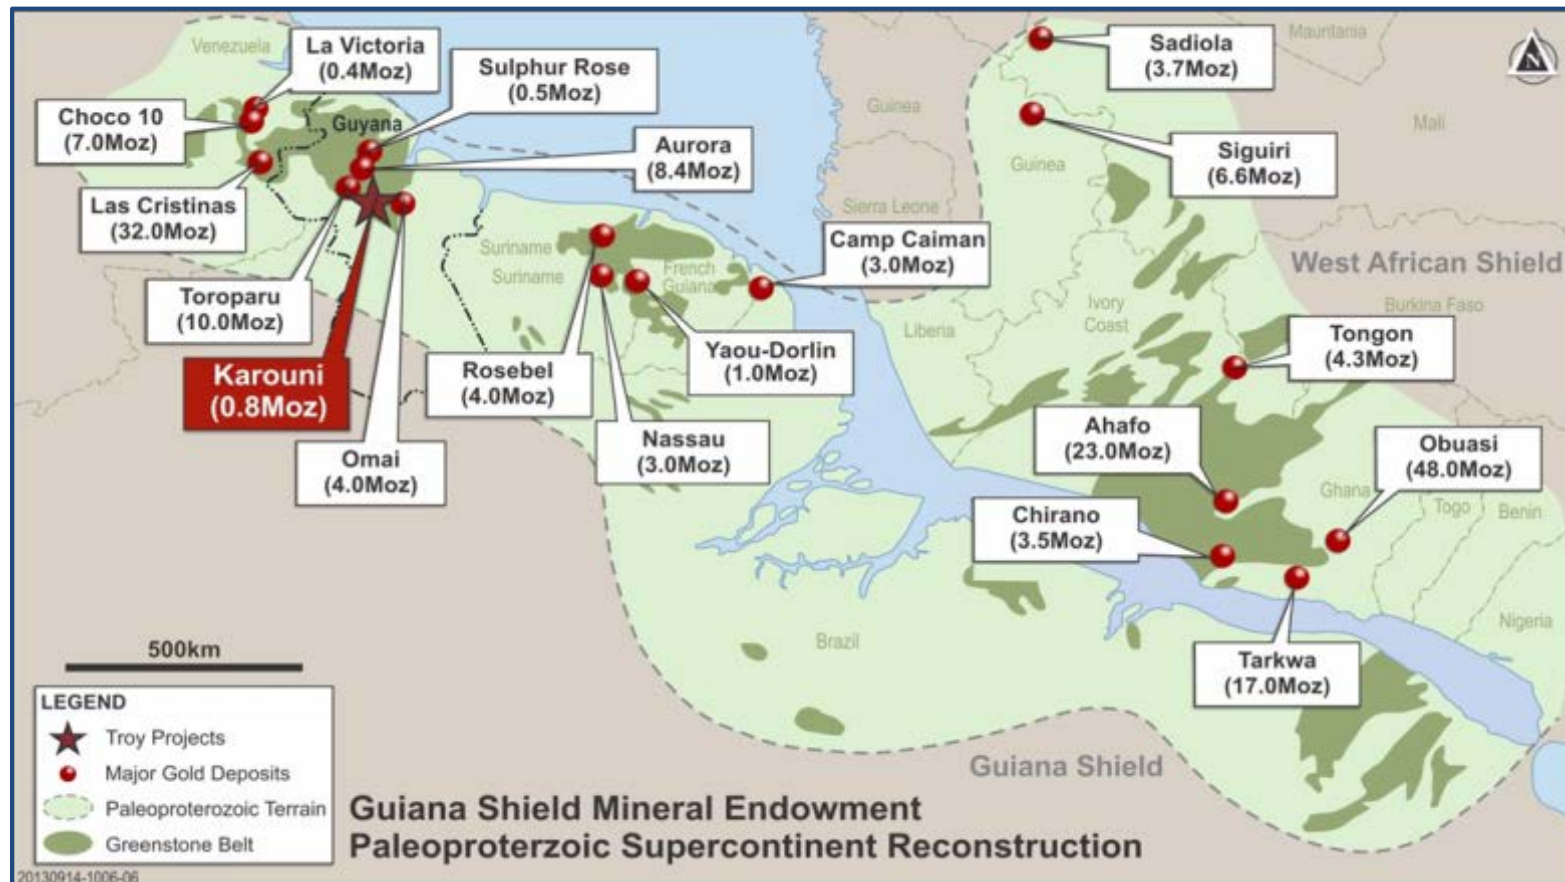 Venezuela
La Victoria
(0.4Moz)
Sulphur Rose
(0.5Moz)
Choco 10
(7.0Moz)
Guyana
Aurora
(8.4Moz)
Las Cristinas
(32.0Moz)
Toroparu
(10.0Moz)
Karouni
(0.8Moz)
Omai
(4.0Moz)
Suriname
Suriname
French
Guiana
Camp Caiman
(3.0Moz)
Rosebel
(4.0Moz)
Yaou-Dorlin
(1.0Moz)
Nassau
(3.0Moz)
Sadiola
(3.7Moz)
Mauritania
N
Guinea
Mali
Guinea
Siguiri
(6.6Moz)
Sierra Leone
West African Shield
Ivory
Coast
Burkina Faso
Liberia
Tongon
(4.3Moz)
Ahafo
(23.0Moz)
Obuasi
(48.0Moz)
Ghana
Togo
Benin
Chirano
(3.5Moz)
Nigeria
Tarkwa
(17.0Moz)
Brazil
Guiana Shield
500km
LEGEND
Troy Projects
Major Gold Deposits
Paleoproterozoic Terrain
Greenstone Belt
Guiana Shield Mineral Endowment
Paleoproterzoic Supercontinent Reconstruction
20130914-1006-06